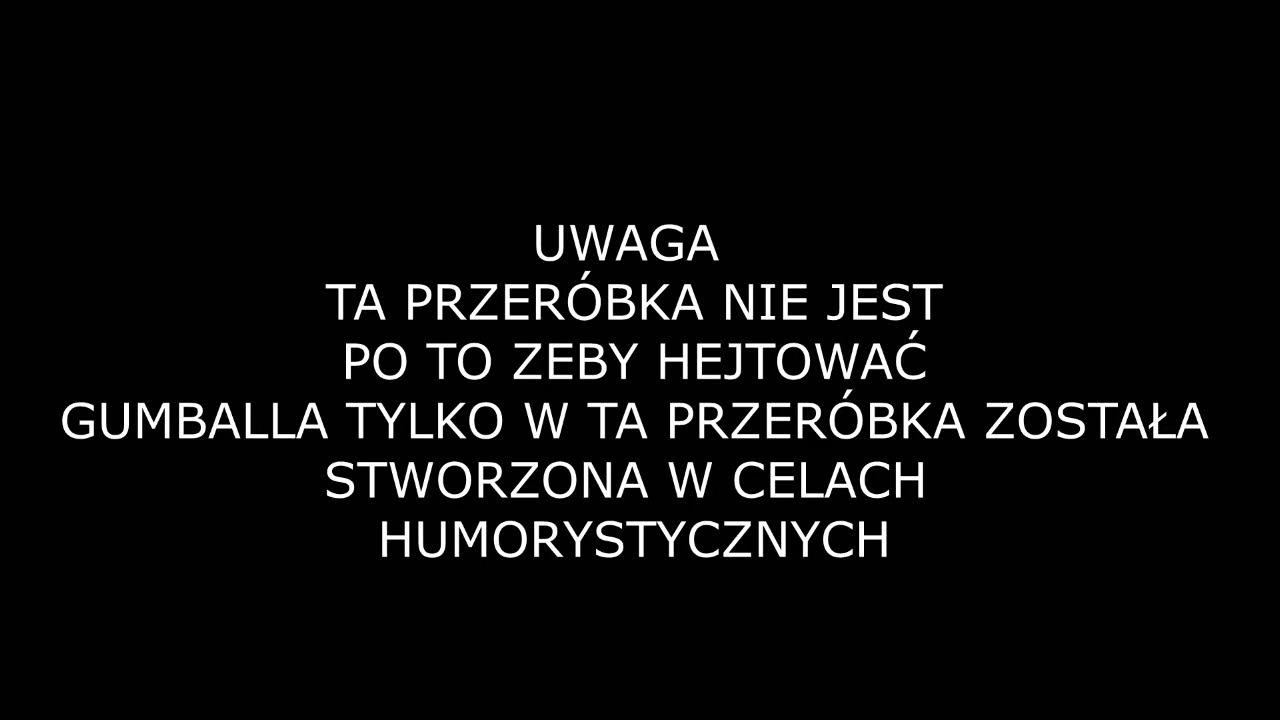 UWAGA
TA PRZERÓBKA NIE JEST
PO TO ZEBY HEJTOWAĆ
GUMBALLA TYLKO W TA PRZERÓBKA ZOSTAŁA
STWORZONA W CELACH
HUMORYSTYCZNYCH